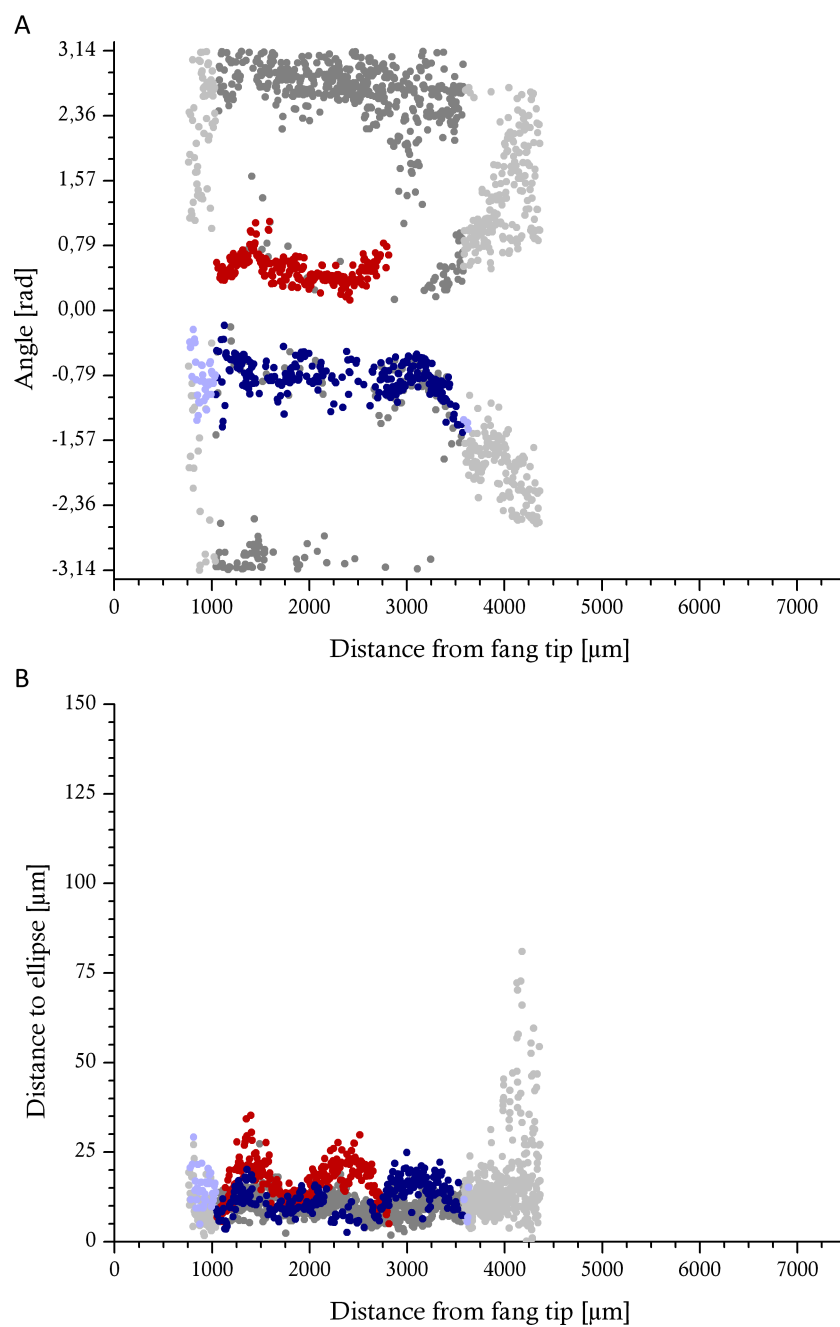 A
3,14
2,36
1,57
0,79
0,00
-0,79
-1,57
-2,36
-3,14
Angle [rad]
0 1000 2000 3000 4000 5000 6000 7000
Distance from fang tip [µm]
B
150
125
100
75
50
25
0
Distance to ellipse [µm]
0 1000 2000 3000 4000 5000 6000 7000
Distance from fang tip [µm]